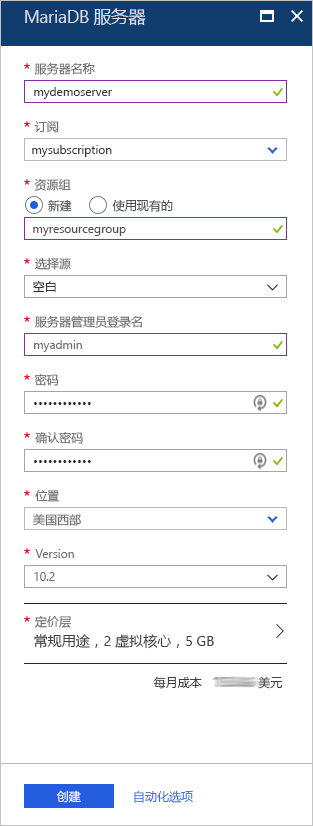 MariaDB 服务器
* 服务器名称
mydemoserver
* 订阅
mysubscription
* 资源组
新建 使用现有的
myresourcegroup
* 选择源
空白
* 服务器管理员登录名
myadmin
* 密码
••••••••••••
* 确认密码
••••••••••••
* 位置
美国西部
* Version
10.2
* 定价层
常规用途，2 虚拟核心，5 GB
每月成本 美元
创建 自动化选项